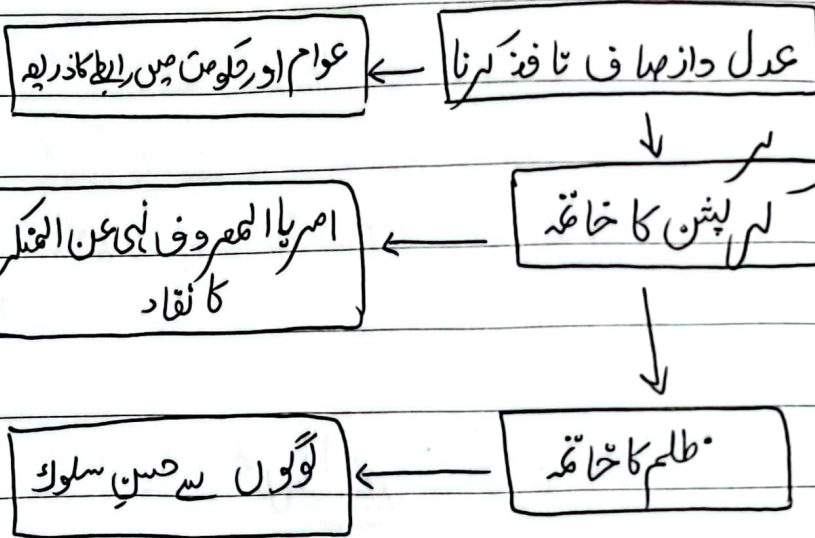 عدل و انصاف نافذ کرنا
عوام اور حکومت میں رابطے کا ذریعہ
کرپشن کا خاتمہ
امر بالمعروف نہی عن المنکر
کا نفاد
ظلم کا خاتمہ
لوگوں سے حسنِ سلوک